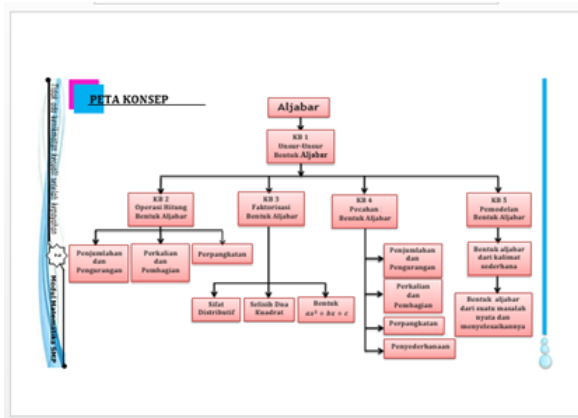 PETA KONSEP
Aljabar
KB 1
Unsur-Unsur
Bentuk Aljabar
KB 2
Operasi Hitung
Bentuk Aljabar
KB 3
Faktorisasi
Bentuk Aljabar
KB 4
Pecahan
Bentuk Aljabar
KB 5
Pemodelan
Bentuk Aljabar
Penjumlahan
dan
Pengurangan
Perkalian
dan
Pembagian
Perpangkatan
Sifat
Distributif
Selisih Dua
Kuadrat
Bentuk
Penjumlahan
dan
Pengurangan
Perkalian
dan
Pembagian
Perpangkatan
Penyederhanaan
Bentuk aljabar
dari kalimat
sederhana
Bentuk aljabar
dari suatu masalah
nyata dan
menyelesaikannya
2
Modul Matematika SMP